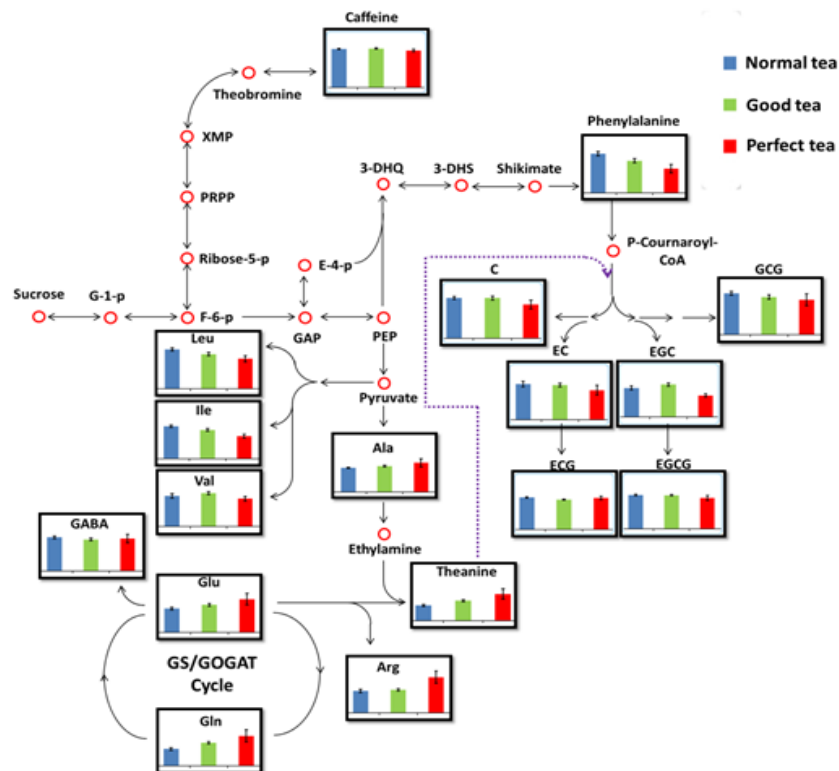 Caffeine
Normal tea
Good tea
Perfect tea
Theobromine
XMP
Phenylalanine
3-DHQ
3-DHS
Shikimate
PRPP
Ribose-5-p
E-4-p
P-Cournaroyl-
CoA
C
GCG
Sucrose
G-1-p
F-6-p
GAP
PEP
Leu
EC
EGC
Pyruvate
Ile
Ala
Val
ECG
EGCG
GABA
Ethylamine
Glu
Theanine
GS/GOGAT
Cycle
Arg
Gln